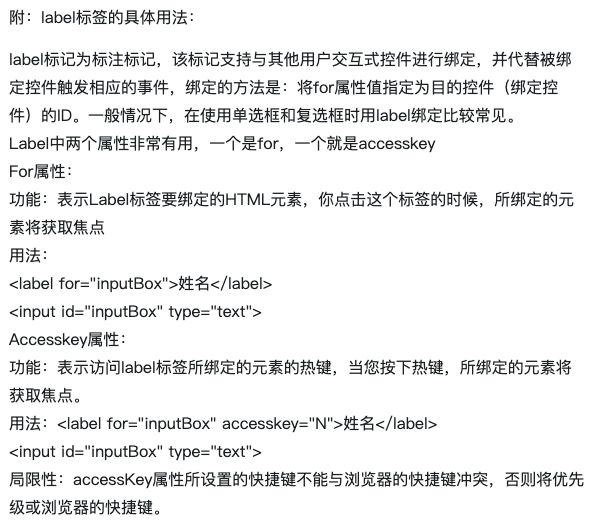 附：label标签的具体用法：
label标记为标注标记，该标记支持与其他用户交互式控件进行绑定，并代替被绑
定控件触发相应的事件，绑定的方法是：将for属性值指定为目的控件（绑定控
件）的ID。一般情况下，在使用单选框和复选框时用label绑定比较常见。
Label中两个属性非常有用，一个是for，一个就是accesskey
For属性：
功能：表示Label标签要绑定的HTML元素，你点击这个标签的时候，所绑定的元
素将获取焦点
用法：
<label for="inputBox">姓名</label>
<input id="inputBox" type="text">
Accesskey属性：
功能：表示访问label标签所绑定的元素的热键，当您按下热键，所绑定的元素将
获取焦点。
用法：<label for="inputBox" accesskey="N">姓名</label>
<input id="inputBox" type="text">
局限性：accessKey属性所设置的快捷键不能与浏览器的快捷键冲突，否则将优先
级或浏览器的快捷键。